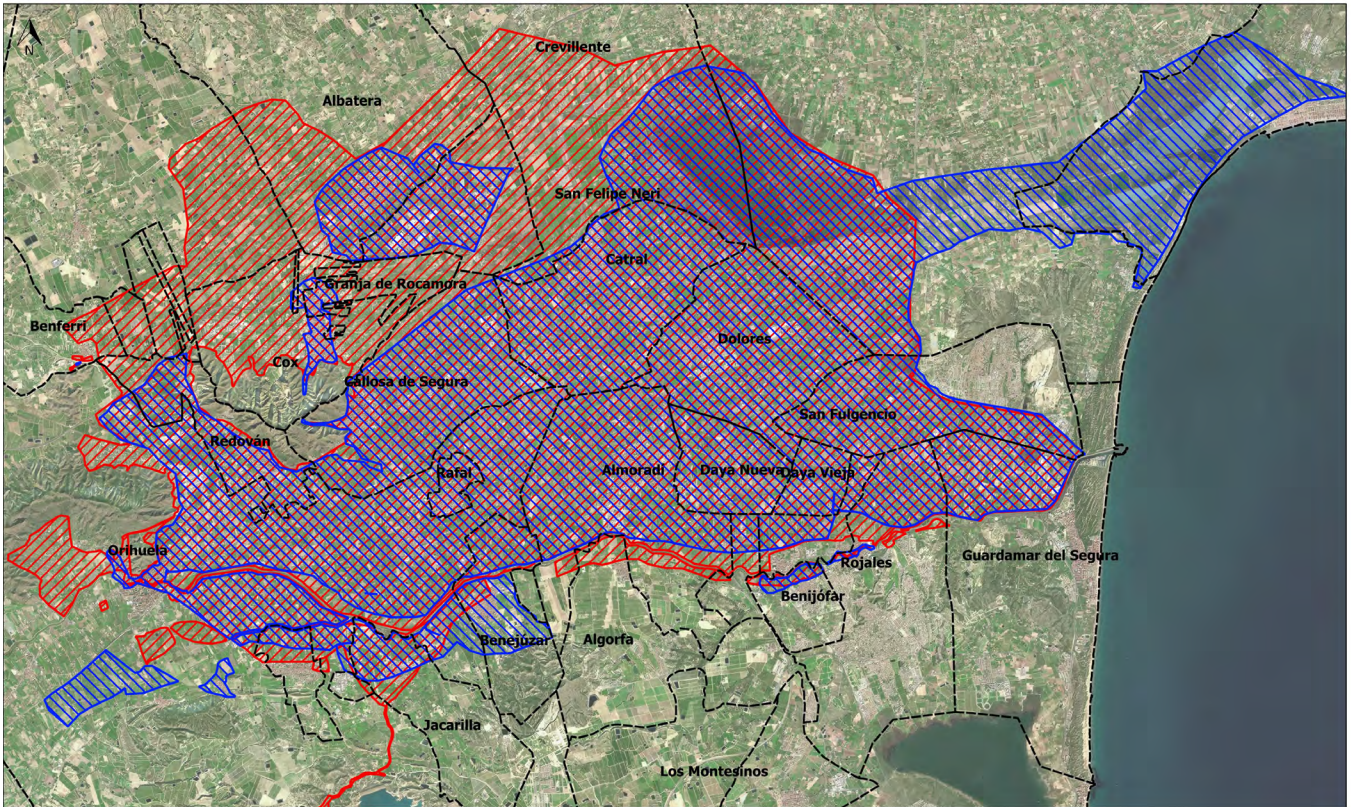 N
Crevillente
Albatera
San Felipe Neri
Catral
Granja de Rocamora
Benferri
Dolores
Cox
Callosa de Segura
San Fulgencio
Redován
Rafal
Almoradí
Daya Nueva
Daya Vieja
Orihuela
Guardamar del Segura
Rojales
Benijófar
Benejúzar
Algorfa
Jacarilla
Los Montesinos